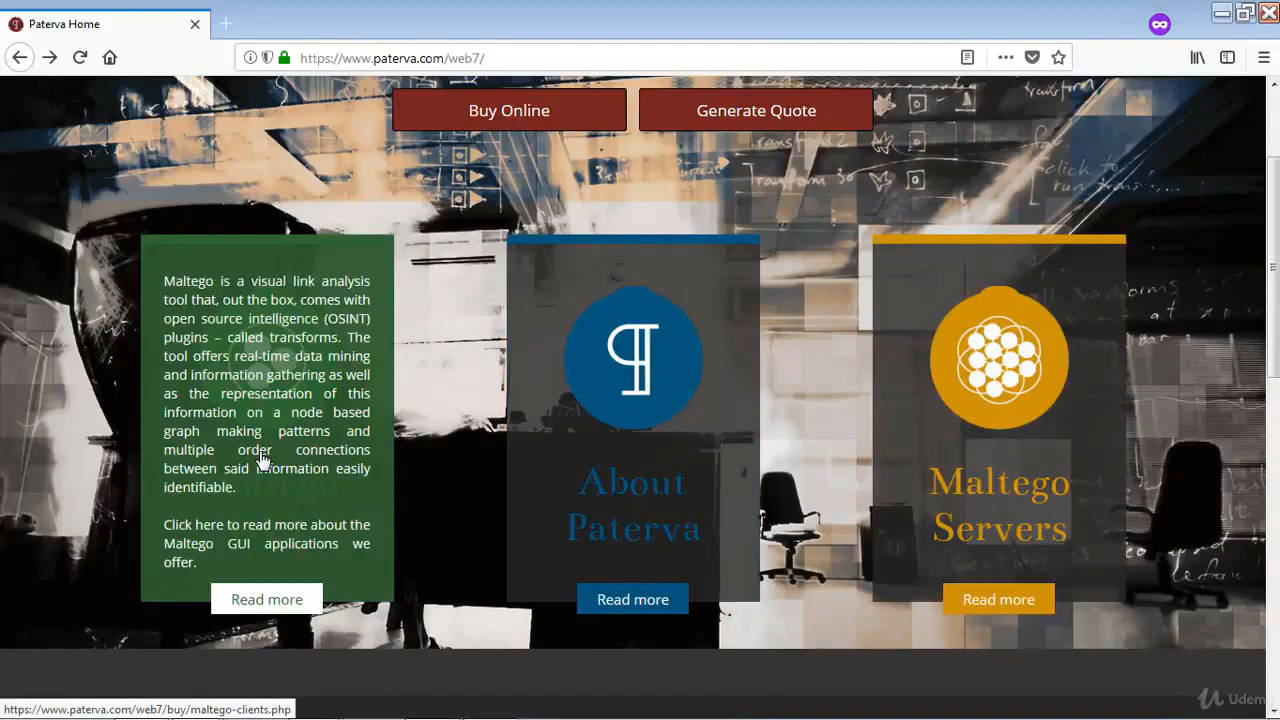 Paterva Home
https://www.paterva.com/web7/
Buy Online
Generate Quote
Maltego is a visual link analysis
tool that, out the box, comes with
open source intelligence (OSINT)
plugins – called transforms. The
tool offers real-time data mining
and information gathering as well
as the representation of this
information on a node based
graph making patterns and
multiple order connections
between said information easily
identifiable.
Click here to read more about the
Maltego GUI applications we
offer.
Read more
About
Paterva
Read more
Maltego
Servers
Read more
https://www.paterva.com/web7/buy/maltego-clients.php
Udemy